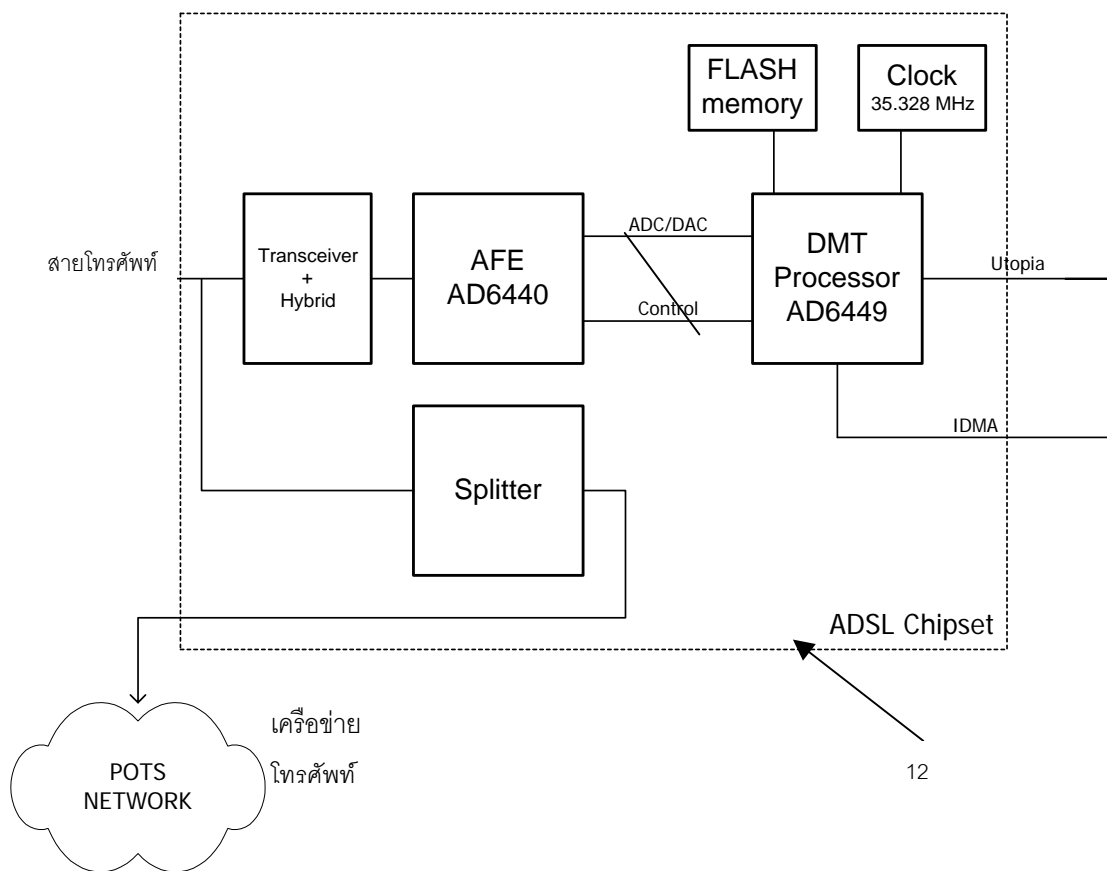 FLASH
memory
Clock
35.328 MHz
สายโทรศัพท์
Transceiver
+
Hybrid
AFE
AD6440
ADC/DAC
Control
DMT
Processor
AD6449
Utopia
IDMA
Splitter
ADSL Chipset
12
POTS
NETWORK
เครือข่าย
โทรศัพท์